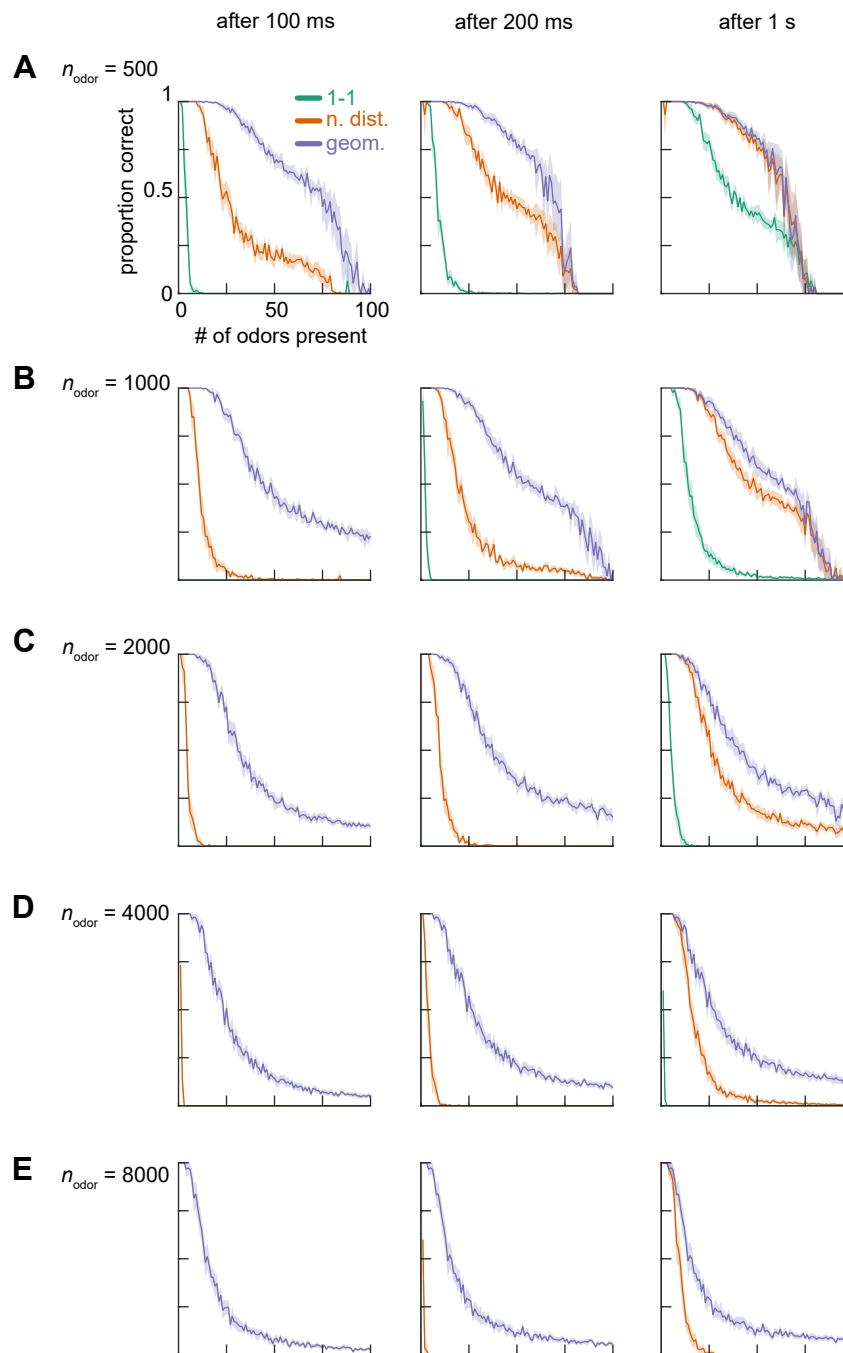 after 100 ms
after 200 ms
after 1 s
A
n_odor = 500
1
0.5
0
proportion correct
1-1
n. dist.
geom.
0
50
100
# of odors present
B
n_odor = 1000
C
n_odor = 2000
D
n_odor = 4000
E
n_odor = 8000